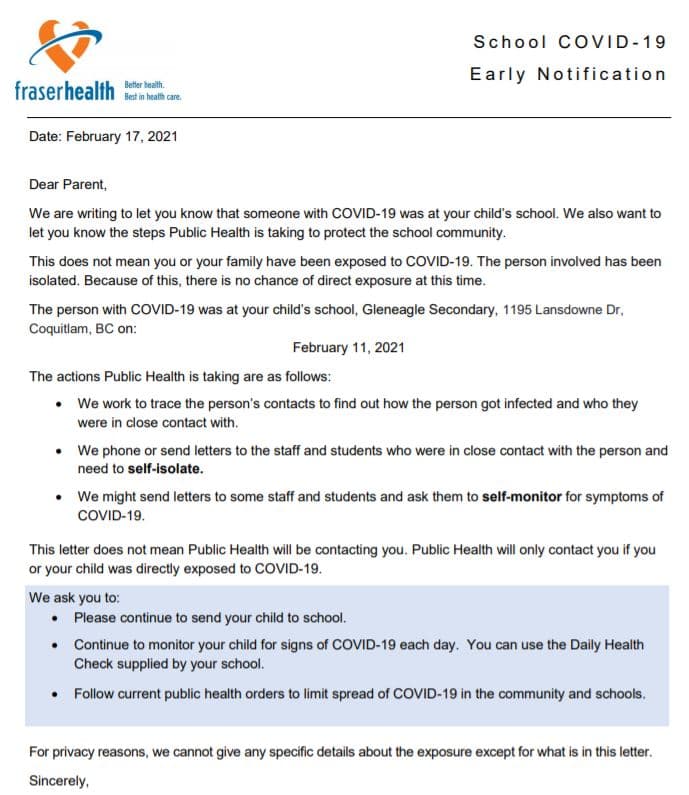 School COVID-19
Early Notification
fraserhealth
Better health.
Best in health care.
Date: February 17, 2021
Dear Parent,
We are writing to let you know that someone with COVID-19 was at your child's school. We also want to
let you know the steps Public Health is taking to protect the school community.
This does not mean you or your family have been exposed to COVID-19. The person involved has been
isolated. Because of this, there is no chance of direct exposure at this time.
The person with COVID-19 was at your child's school, Gleneagle Secondary, 1195 Lansdowne Dr,
Coquitlam, BC on:
February 11, 2021
The actions Public Health is taking are as follows:
• We work to trace the person's contacts to find out how the person got infected and who they
were in close contact with.
• We phone or send letters to the staff and students who were in close contact with the person and
need to self-isolate.
• We might send letters to some staff and students and ask them to self-monitor for symptoms of
COVID-19.
This letter does not mean Public Health will be contacting you. Public Health will only contact you if you
or your child was directly exposed to COVID-19.
We ask you to:
• Please continue to send your child to school.
• Continue to monitor your child for signs of COVID-19 each day. You can use the Daily Health
Check supplied by your school.
• Follow current public health orders to limit spread of COVID-19 in the community and schools.
For privacy reasons, we cannot give any specific details about the exposure except for what is in this letter.
Sincerely,